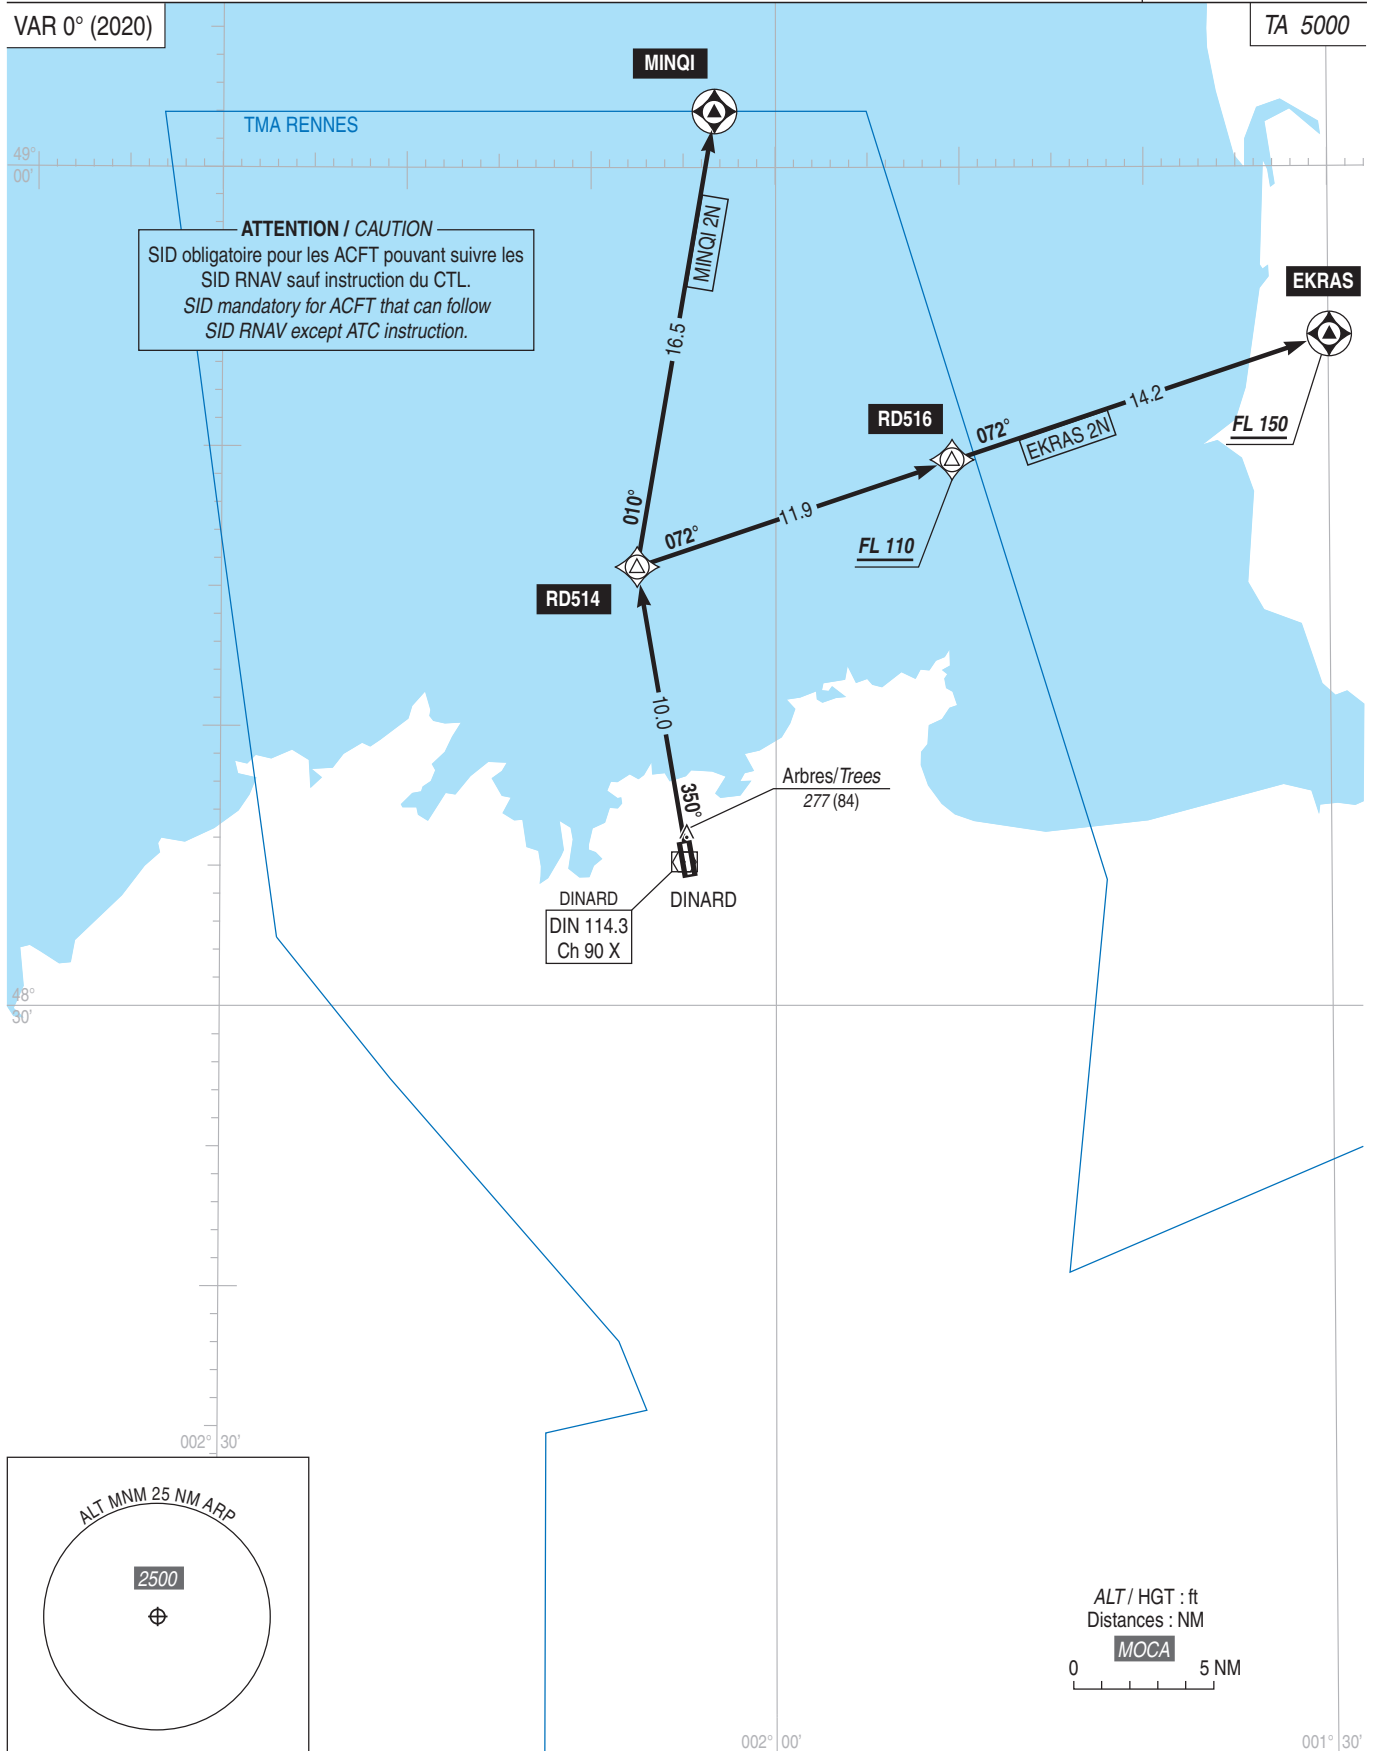 VAR 0° (2020)
TA 5000
MINQI
TMA RENNES
49°
00'
ATTENTION / CAUTION
SID obligatoire pour les ACFT pouvant suivre les
SID RNAV sauf instruction du CTL.
SID mandatory for ACFT that can follow
SID RNAV except ATC instruction.
MINQI 2N
EKRAS
16.5
14.2
RD516
072°
EKRAS 2N
FL 150
010°
11.9
072°
FL 110
RD514
10.0
Arbres/Trees
277 (84)
350°
DINARD
DINARD
DIN 114.3
Ch 90 X
48°
30'
002° 30'
ALT MNM 25 NM ARP
2500
ALT / HGT : ft
Distances : NM
MOCA
0 5 NM
002° 00'
001° 30'